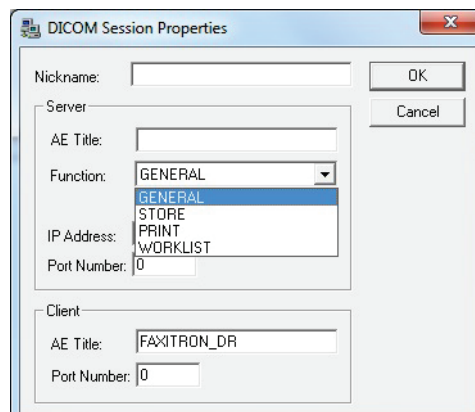 DICOM Session Properties
Nickname:
OK
Server
Cancel
AE Title:
Function: GENERAL
GENERAL
STORE
PRINT
IP Address:
WORKLIST
Port Number: 0
Client
AE Title: FAXITRON_DR
Port Number: 0